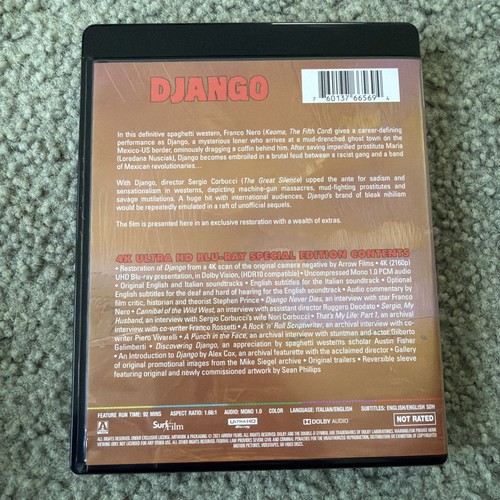 DJANGO
7 60137 66569 4
In this definitive spaghetti western, Franco Nero (Keoma, The Fifth Cord) gives a career-defining
performance as Django, a mysterious loner who arrives at a mud-drenched ghost town on the
Mexico-US border, ominously dragging a coffin behind him. After saving imperilled prostitute Maria
(Loredana Nusciak), Django becomes embroiled in a brutal feud between a racist gang and a band
of Mexican revolutionaries...
With Django, director Sergio Corbucci (The Great Silence) upped the ante for sadism and
sensationalism in westerns, depicting machine-gun massacres, mud-fighting prostitutes and
savage mutilations. A huge hit with international audiences, Django's brand of bleak nihilism
would be repeatedly emulated in a raft of unofficial sequels.
The film is presented here in an exclusive restoration with a wealth of extras.
4K ULTRA HD BLU-RAY SPECIAL EDITION CONTENTS
• Restoration of Django from a 4K scan of the original camera negative by Arrow Films • 4K (2160p)
UHD Blu-ray presentation, in Dolby Vision, (HDR10 compatible) • Uncompressed Mono 1.0 PCM audio
• Original English and Italian soundtracks • English subtitles for the Italian soundtrack • Optional
English subtitles for the deaf and hard of hearing for the English soundtrack • Audio commentary by
film critic, historian and theorist Stephen Prince • Django Never Dies, an interview with star Franco
Nero • Cannibal of the Wild West, an interview with assistant director Ruggero Deodato • Sergio, My
Husband, an interview with Sergio Corbucci's wife Nori Corbucci • That's My Life: Part 1, an archival
interview with co-writer Franco Rossetti • A Rock 'n' Roll Scriptwriter, an archival interview with co-
writer Piero Vivarelli • A Punch in the Face, an archival interview with stuntman and actor Gilberto
Galimberti • Discovering Django, an appreciation by spaghetti westerns scholar Austin Fisher
• An Introduction to Django by Alex Cox, an archival featurette with the acclaimed director • Gallery
of original promotional images from the Mike Siegel archive • Original trailers • Reversible sleeve
featuring original and newly commissioned artwork by Sean Phillips
FEATURE RUN TIME: 92 MINS ASPECT RATIO: 1.66:1 AUDIO: MONO 1.0 COLOR LANGUAGE: ITALIAN/ENGLISH SUBTITLES: ENGLISH/ENGLISH SDH
ARROW
Surf Film
ULTRA HD
DOLBY AUDIO
NOT RATED